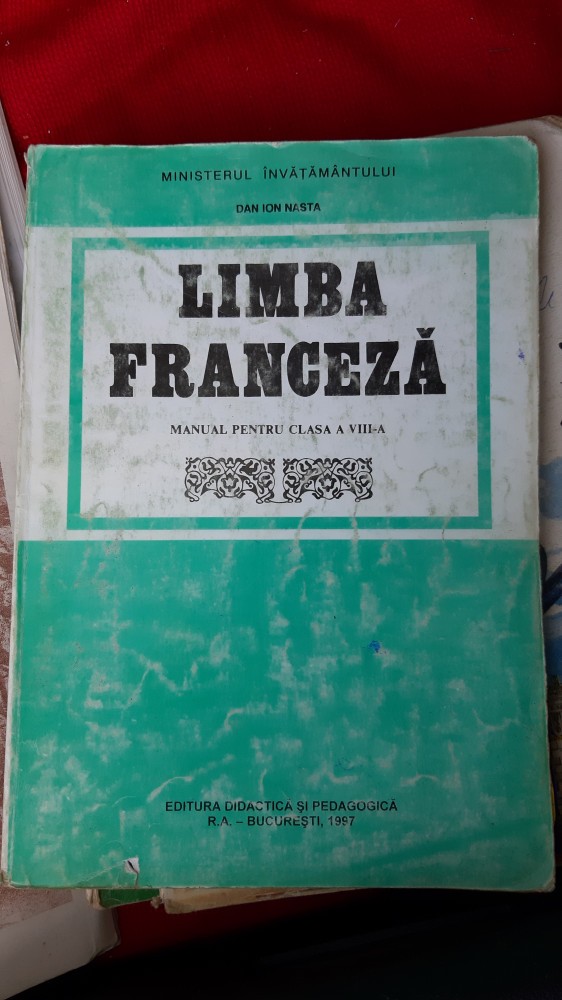 MINISTERUL ÎNVĂȚĂMÂNTULUI
DAN ION NASTA
LIMBA
FRANCEZĂ
MANUAL PENTRU CLASA A VIII-A
EDITURA DIDACTICĂ ȘI PEDAGOGICĂ
R.A. – BUCUREȘTI, 1997